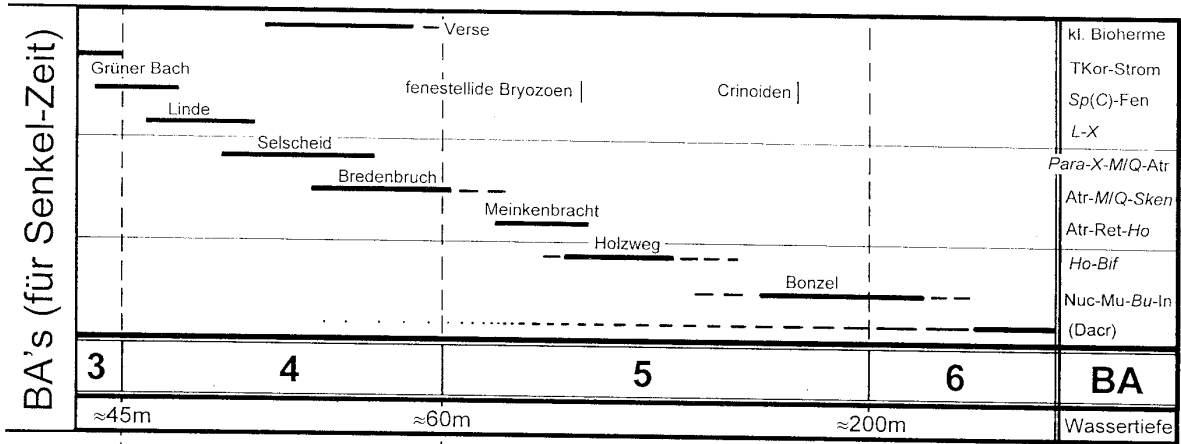 BA's (für Senkel-Zeit)
Verse
kl. Bioherme
Grüner Bach
TKor-Strom
fenestellide Bryozoen
Crinoiden
Sp(C)-Fen
Linde
L-X
Selscheid
Para-X-M/Q-Atr
Bredenbruch
Atr-M/Q-Sken
Meinkenbracht
Atr-Ret-Ho
Holzweg
Ho-Bif
Bonzel
Nuc-Mu-Bu-In
(Dacr)
3 4 5 6 BA
≈45m ≈60m ≈200m Wassertiefe